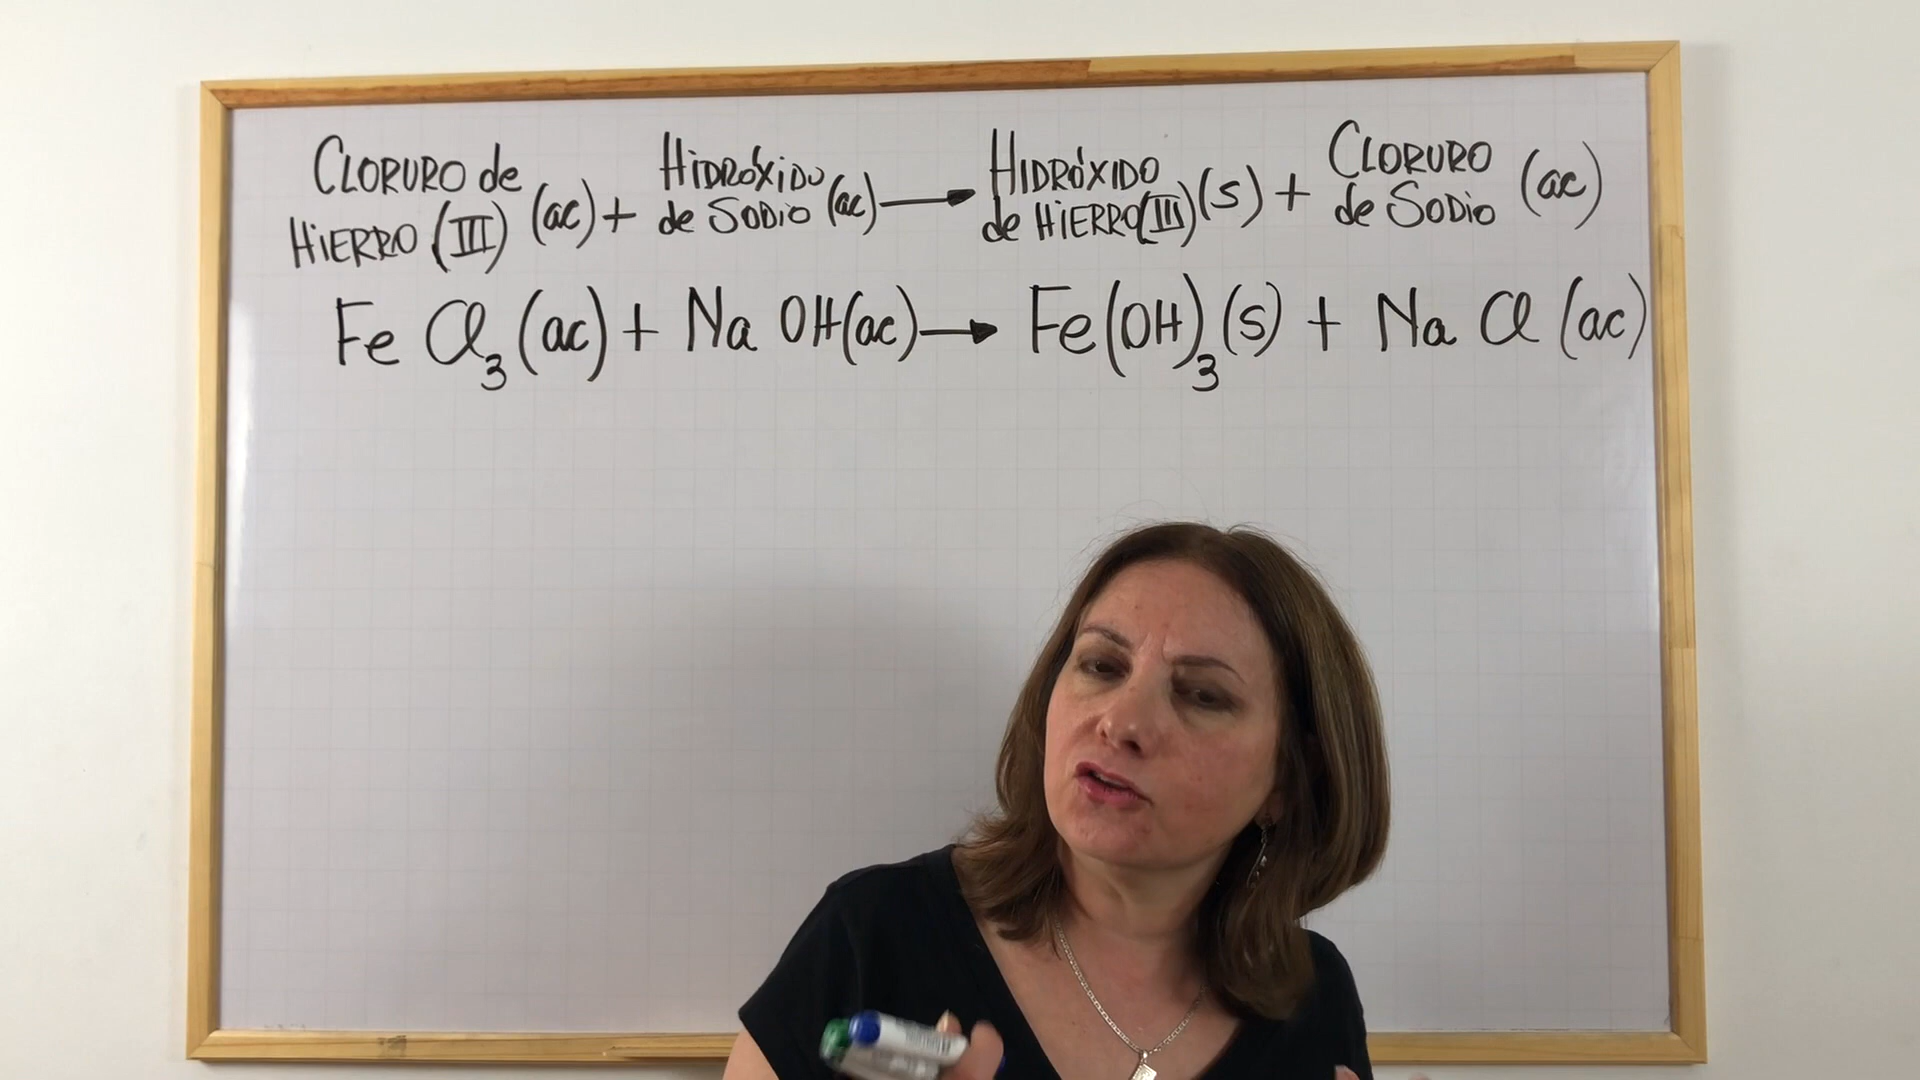 CLORURO de HIDRÓXIDO HIDRÓXIDO CLORURO
HIERRO (III) (ac) + de SODIO (ac) → de HIERRO(III) (s) + de SODIO (ac)
Fe Cl3 (ac) + Na OH(ac) → Fe(OH)3 (s) + Na Cl (ac)